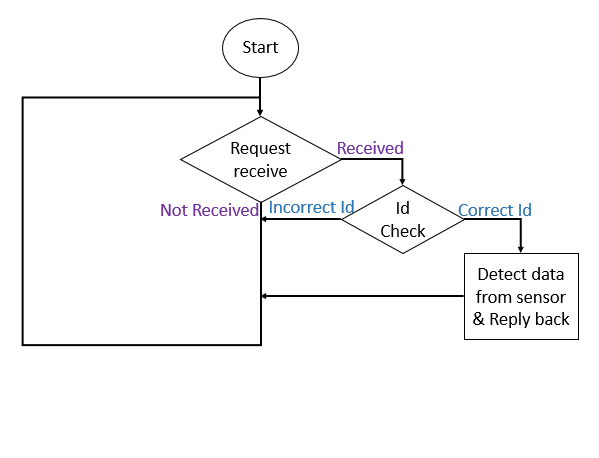 Start
Request
receive
Received
Not Received
Incorrect Id
Id
Check
Correct Id
Detect data
from sensor
& Reply back